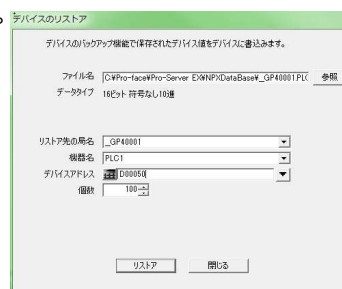 デバイスのリストア
デバイスのバックアップ機能で保存されたデバイス値をデバイスに書込みます。
ファイル名 C:¥Pro-face¥Pro-Server EX¥NPXDataBase¥_GP40001.PL( 参照
データタイプ 16ビット 符号なし10進
リストア先の局名 _GP40001
機器名 PLC1
デバイスアドレス D00050
個数 100
リストア 閉じる